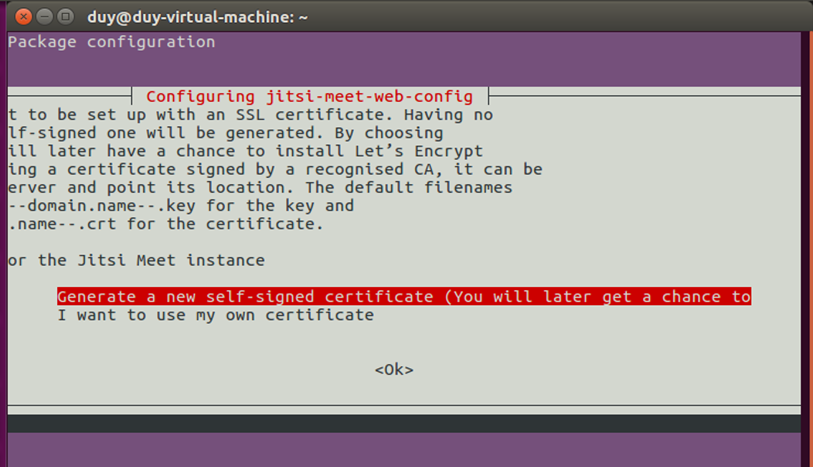 duy@duy-virtual-machine: ~
Package configuration
Configuring jitsi-meet-web-config
t to be set up with an SSL certificate. Having no
lf-signed one will be generated. By choosing
ill later have a chance to install Let’s Encrypt
ing a certificate signed by a recognised CA, it can be
erver and point its location. The default filenames
--domain.name--.key for the key and
.name--.crt for the certificate.
or the Jitsi Meet instance
Generate a new self-signed certificate (You will later get a chance to
I want to use my own certificate
<Ok>